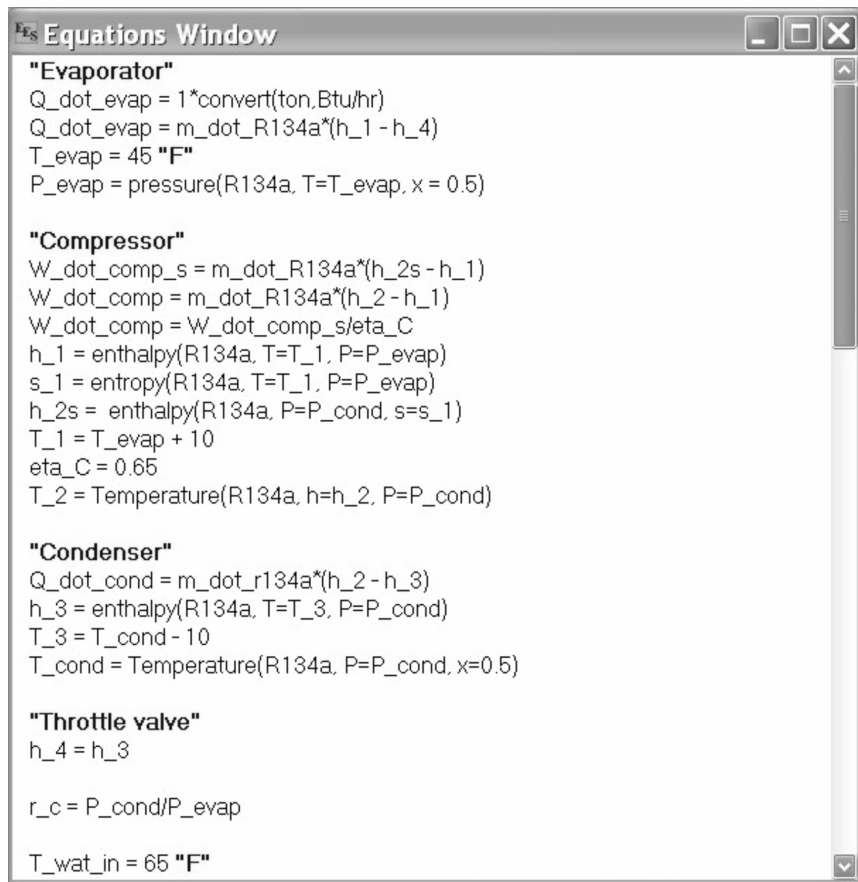 EES Equations Window
"Evaporator"
Q_dot_evap = 1*convert(ton,Btu/hr)
Q_dot_evap = m_dot_R134a*(h_1 - h_4)
T_evap = 45 "F"
P_evap = pressure(R134a, T=T_evap, x = 0.5)
"Compressor"
W_dot_comp_s = m_dot_R134a*(h_2s - h_1)
W_dot_comp = m_dot_R134a*(h_2 - h_1)
W_dot_comp = W_dot_comp_s/eta_C
h_1 = enthalpy(R134a, T=T_1, P=P_evap)
s_1 = entropy(R134a, T=T_1, P=P_evap)
h_2s = enthalpy(R134a, P=P_cond, s=s_1)
T_1 = T_evap + 10
eta_C = 0.65
T_2 = Temperature(R134a, h=h_2, P=P_cond)
"Condenser"
Q_dot_cond = m_dot_r134a*(h_2 - h_3)
h_3 = enthalpy(R134a, T=T_3, P=P_cond)
T_3 = T_cond - 10
T_cond = Temperature(R134a, P=P_cond, x=0.5)
"Throttle valve"
h_4 = h_3
r_c = P_cond/P_evap
T_wat_in = 65 "F"